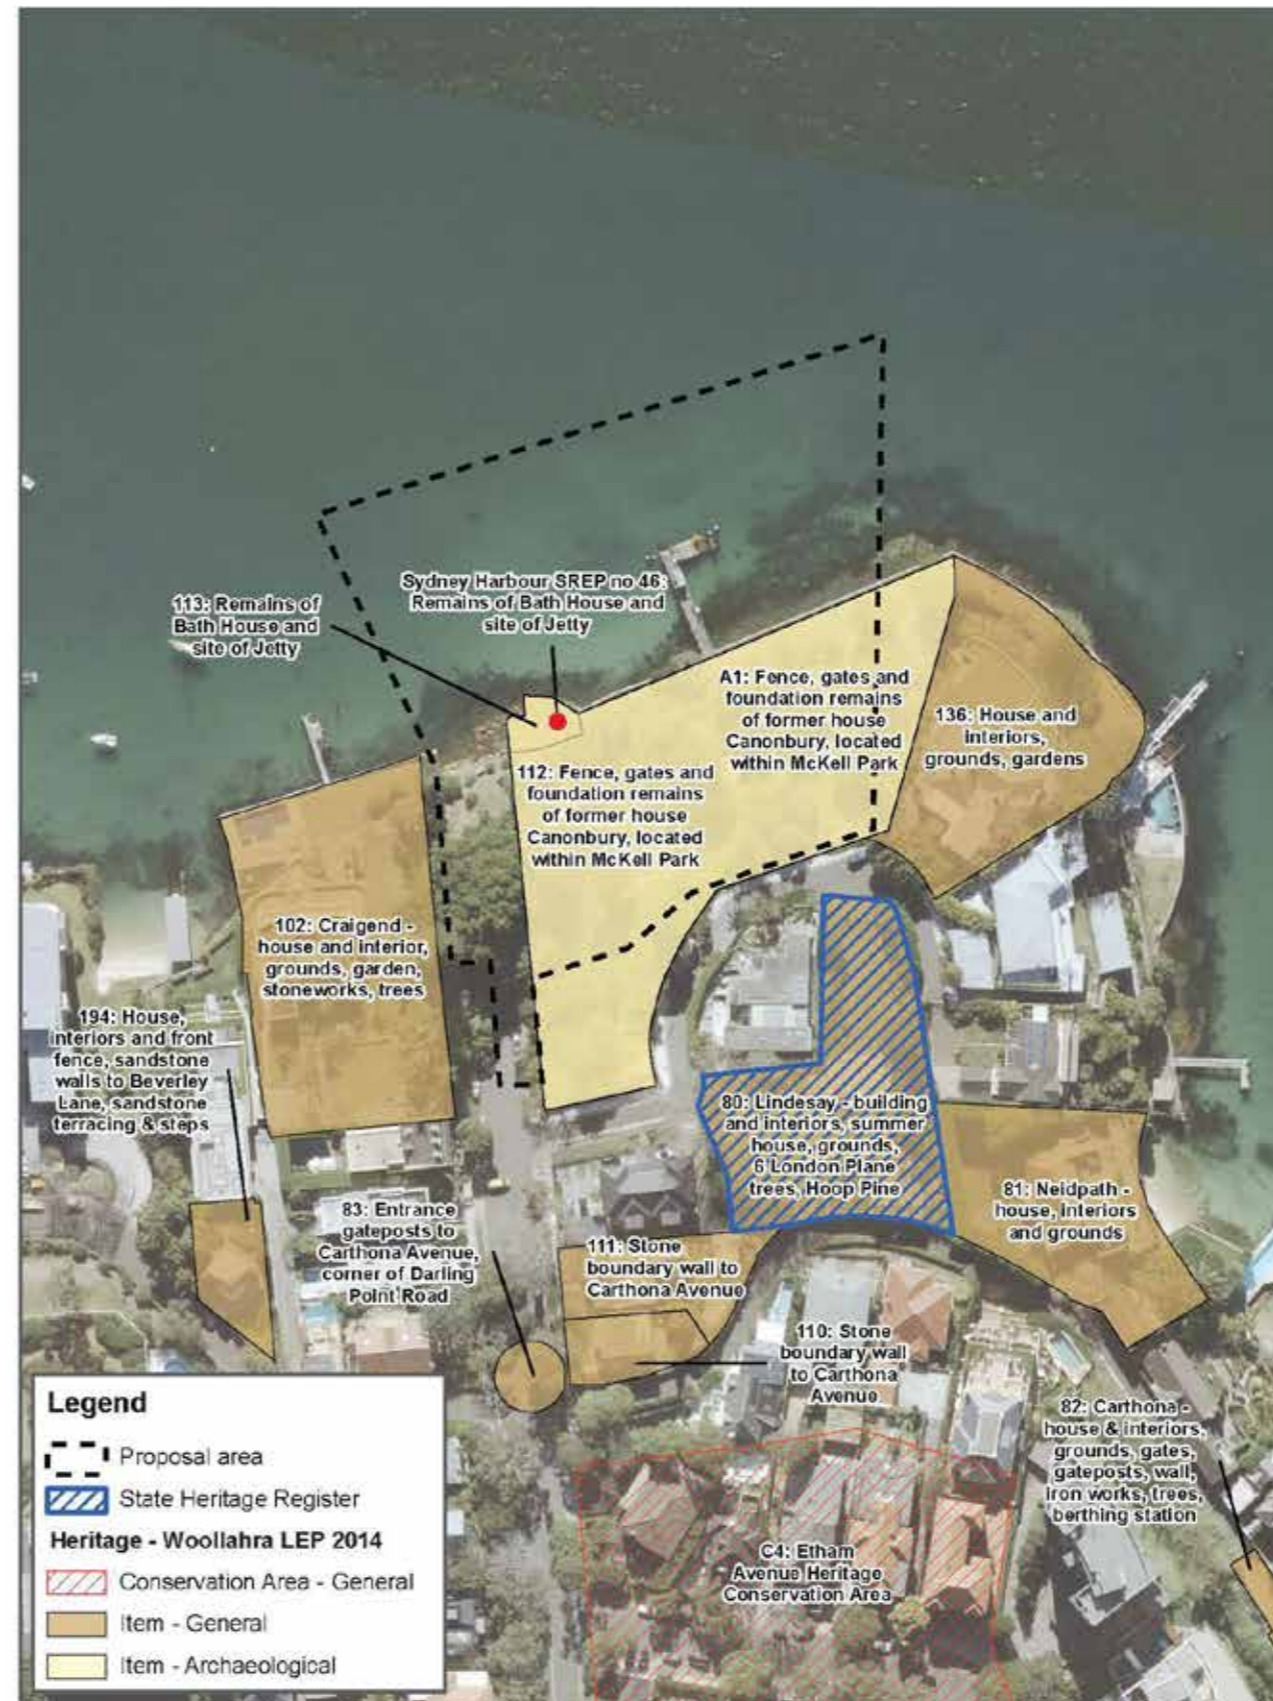 Sydney Harbour SREP no 46:
Remains of Bath House and
site of Jetty
113: Remains of
Bath House and
site of Jetty
A1: Fence, gates and
foundation remains
of former house
Canonbury, located
within McKell Park
136: House and
interiors,
grounds, gardens
112: Fence, gates and
foundation remains
of former house
Canonbury, located
within McKell Park
102: Craigend -
house and interior,
grounds, garden,
stoneworks, trees
194: House,
interiors and front
fence, sandstone
walls to Beverley
Lane, sandstone
terracing & steps
80: Lindesay - building
and interiors, summer
house, grounds,
6 London Plane
trees, Hoop Pine
81: Neidpath -
house, interiors
and grounds
83: Entrance
gateposts to
Carthona Avenue,
corner of Darling
Point Road
111: Stone
boundary wall to
Carthona Avenue
110: Stone
boundary wall
to Carthona
Avenue
82: Carthona -
house & interiors,
grounds, gates,
gateposts, wall,
iron works, trees,
berthing station
C4: Etham
Avenue Heritage
Conservation Area
Legend
Proposal area
State Heritage Register
Heritage - Woollahra LEP 2014
Conservation Area - General
Item - General
Item - Archaeological